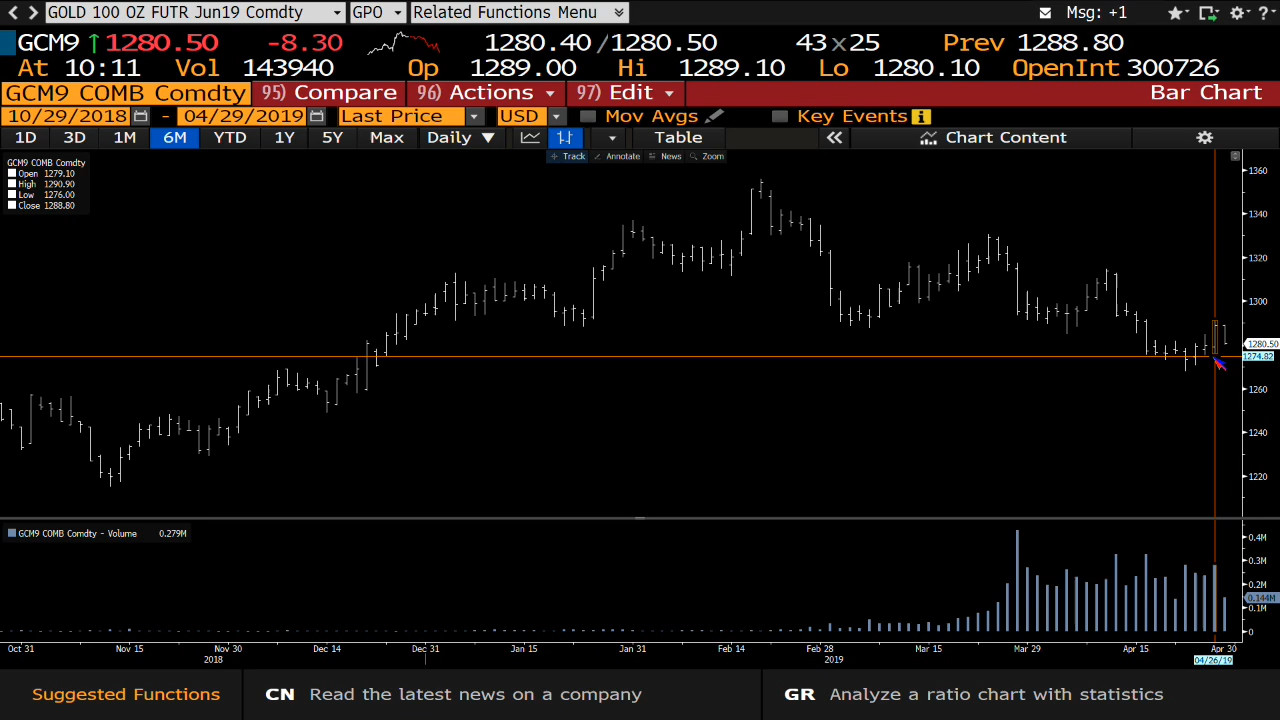 GOLD 100 OZ FUTR Jun19 Comdty GPO Related Functions Menu Msg: +1
GCM9 ↑1280.50 -8.30 1280.40/1280.50 43x25 Prev 1288.80
At 10:11 Vol 143940 Op 1289.00 Hi 1289.10 Lo 1280.10 OpenInt 300726
GCM9 COMB Comdty 95) Compare 96) Actions 97) Edit Bar Chart
10/29/2018 - 04/29/2019 Last Price USD Mov Avgs Key Events
1D 3D 1M 6M YTD 1Y 5Y Max Daily ▼ Table Chart Content
Track Annotate News Zoom
GCM9 COMB Comdty
Open 1279.10
High 1290.90
Low 1276.00
Close 1288.80
1360
1340
1320
1300
1280.50
1274.82
1260
1240
1220
GCM9 COMB Comdty - Volume 0.279M
0.4M
0.3M
0.2M
0.144M
0.1M
0
Oct 31 Nov 15 Nov 30 Dec 14 Dec 31 Jan 15 Jan 31 Feb 14 Feb 28 Mar 15 Mar 29 Apr 15 Apr 30
2018 2019 04/26/19
Suggested Functions CN Read the latest news on a company GR Analyze a ratio chart with statistics